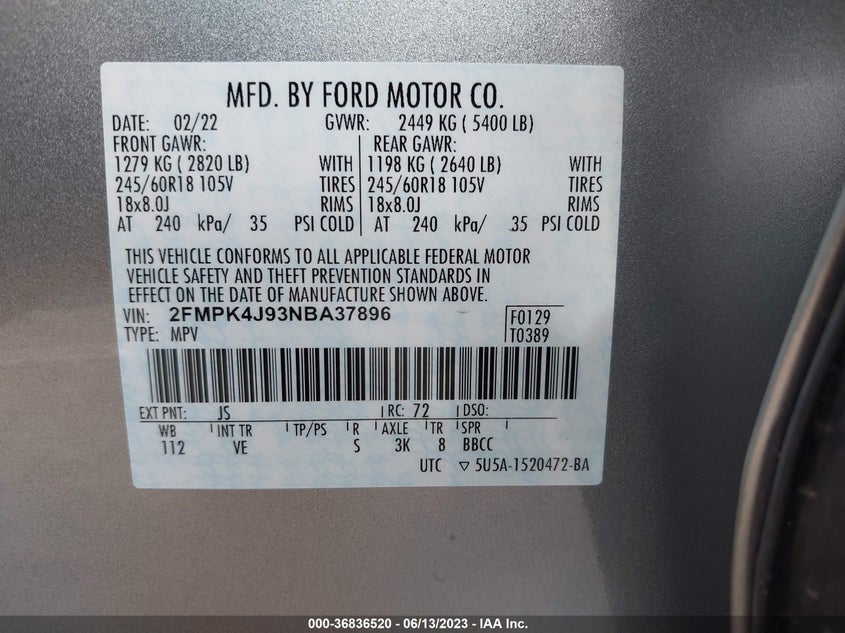 MFD. BY FORD MOTOR CO.
DATE: 02/22 GVWR: 2449 KG ( 5400 LB)
FRONT GAWR: REAR GAWR:
1279 KG ( 2820 LB) WITH 1198 KG ( 2640 LB) WITH
245/60R18 105V TIRES 245/60R18 105V TIRES
18x8.0J RIMS 18x8.0J RIMS
AT 240 kPa/ 35 PSI COLD AT 240 kPa/ 35 PSI COLD
THIS VEHICLE CONFORMS TO ALL APPLICABLE FEDERAL MOTOR
VEHICLE SAFETY AND THEFT PREVENTION STANDARDS IN
EFFECT ON THE DATE OF MANUFACTURE SHOWN ABOVE.
VIN: 2FMPK4J93NBA37896 F0129
TYPE: MPV T0389
EXT PNT: JS RC: 72 DSO:
WB INT TR TP/PS R AXLE TR SPR
112 VE S 3K 8 BBCC
UTC ▽ 5U5A-1520472-BA
000-36836520 - 06/13/2023 - IAA Inc.